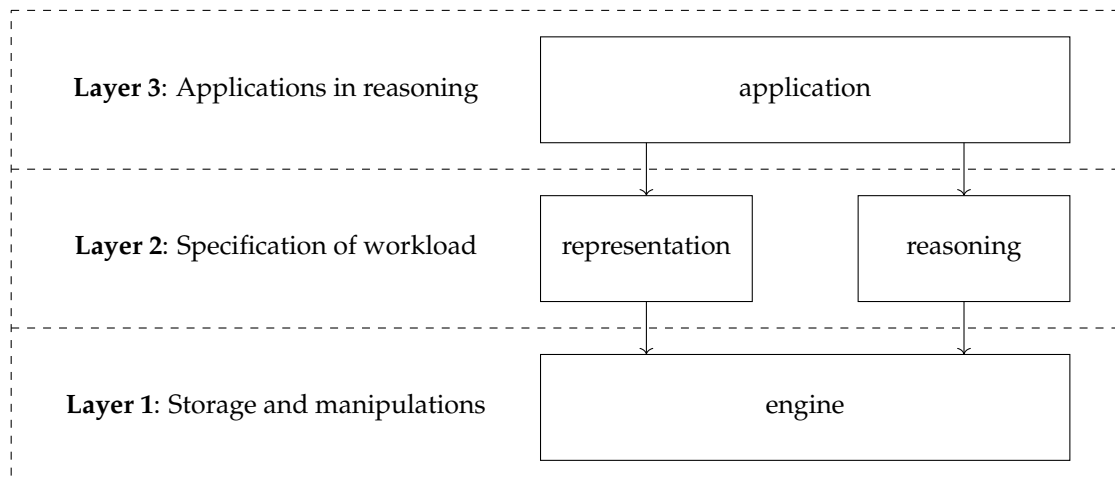 Layer 3: Applications in reasoning
application
Layer 2: Specification of workload
representation
reasoning
Layer 1: Storage and manipulations
engine